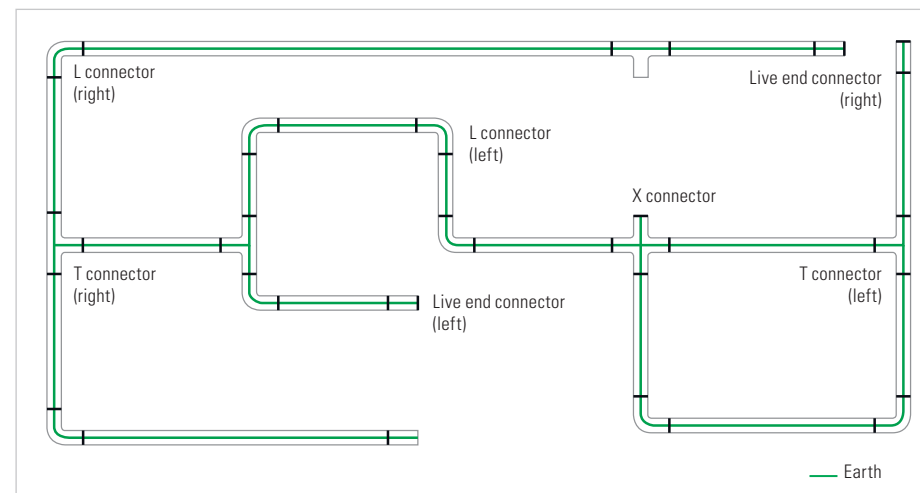 L connector
(right)
Live end connector
(right)
L connector
(left)
X connector
T connector
(right)
T connector
(left)
Live end connector
(left)
Earth